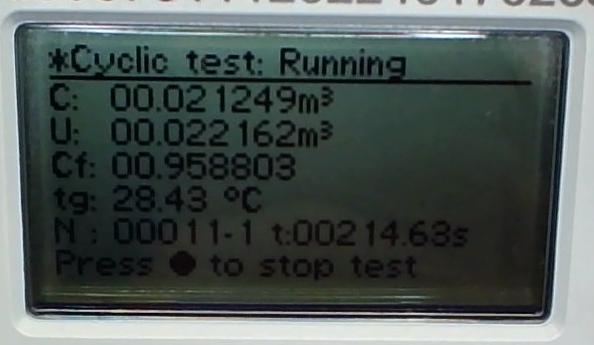 *Cyclic test: Running
C: 00.021249m³
U: 00.022162m³
Cf: 00.958803
tg: 28.43 °C
N : 00011-1 t:00214.63s
Press ● to stop test